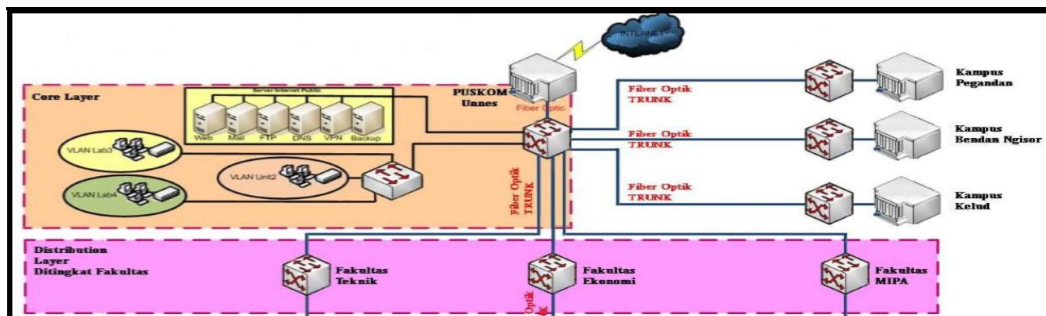 INTERNET
Core Layer
Server Internet Public
Web Mail FTP DNS VPN Backup
PUSKOM
Unnes
Fiber Optic
VLAN Lab3
VLAN Unit2
VLAN Lab4
Fiber Optik
TRUNK
Kampus
Pegandan
Fiber Optik
TRUNK
Kampus
Bendan Ngisor
Fiber Optik
TRUNK
Kampus
Kelud
Fiber Optik
TRUNK
Distribution
Layer
Ditingkat Fakultas
Fakultas
Teknik
Fakultas
Ekonomi
Fakultas
MIPA
Optik